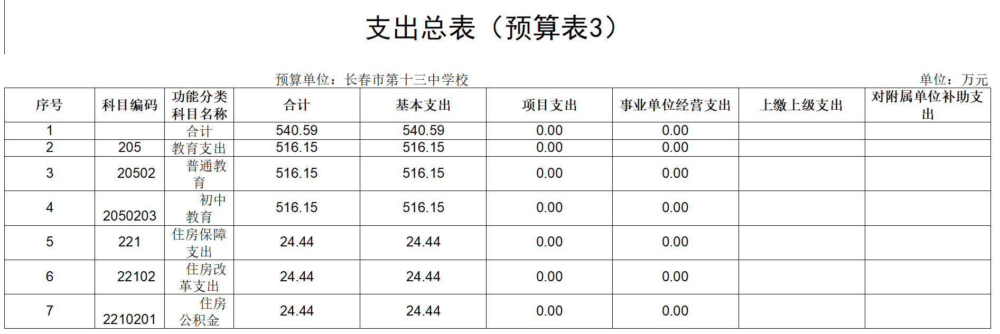 支出总表（预算表3）
预算单位：长春市第十三中学校 单位：万元
序号 科目编码 功能分类科目名称 合计 基本支出 项目支出 事业单位经营支出 上缴上级支出 对附属单位补助支出
1 合计 540.59 540.59 0.00 0.00
2 205 教育支出 516.15 516.15 0.00 0.00
3 20502 普通教育 516.15 516.15 0.00 0.00
4 2050203 初中教育 516.15 516.15 0.00 0.00
5 221 住房保障支出 24.44 24.44 0.00 0.00
6 22102 住房改革支出 24.44 24.44 0.00 0.00
7 2210201 住房公积金 24.44 24.44 0.00 0.00